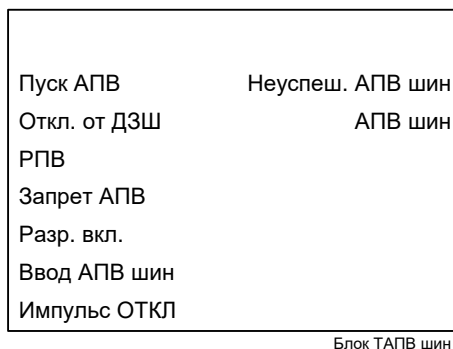 Пуск АПВ Неуспеш. АПВ шин
Откл. от ДЗШ АПВ шин
РПВ
Запрет АПВ
Разр. вкл.
Ввод АПВ шин
Импульс ОТКЛ
Блок ТАПВ шин